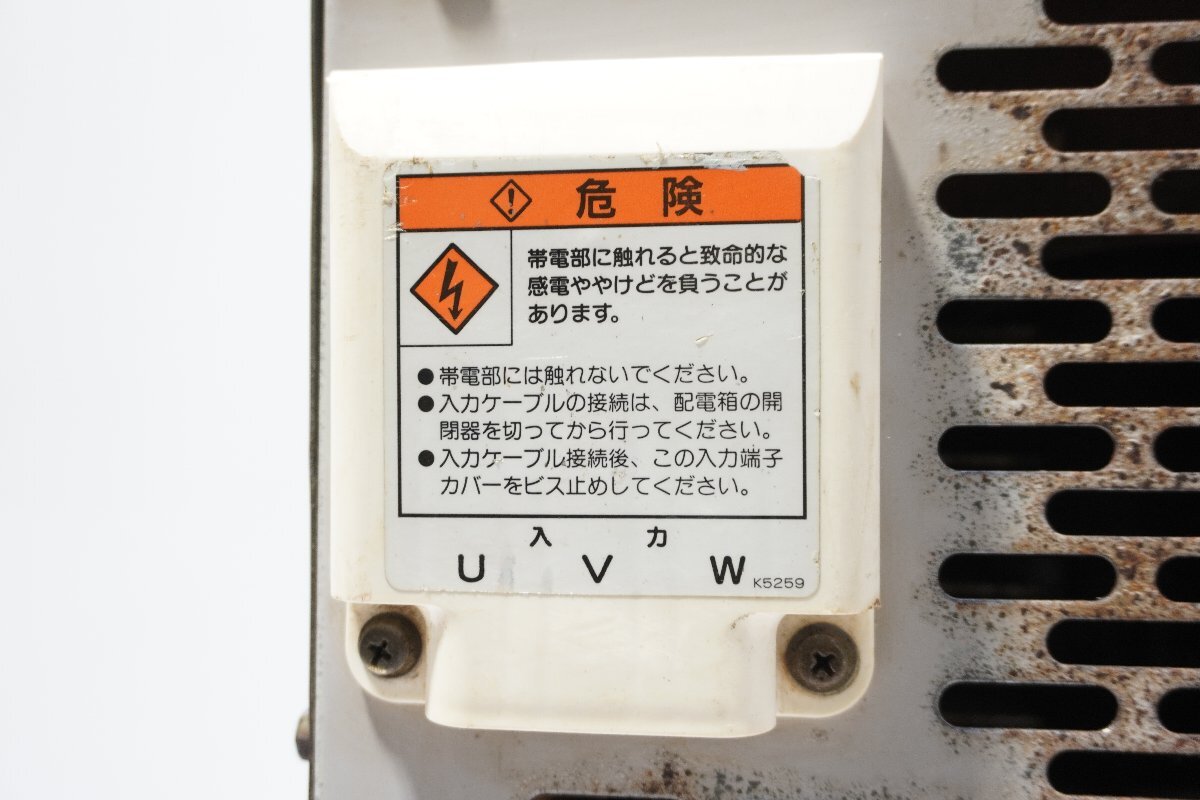 危険
帯電部に触れると致命的な
感電ややけどを負うことが
あります。
●帯電部には触れないでください。
●入力ケーブルの接続は、配電箱の開
閉器を切ってから行ってください。
●入力ケーブル接続後、この入力端子
カバーをビス止めしてください。
入力
U V W K5259